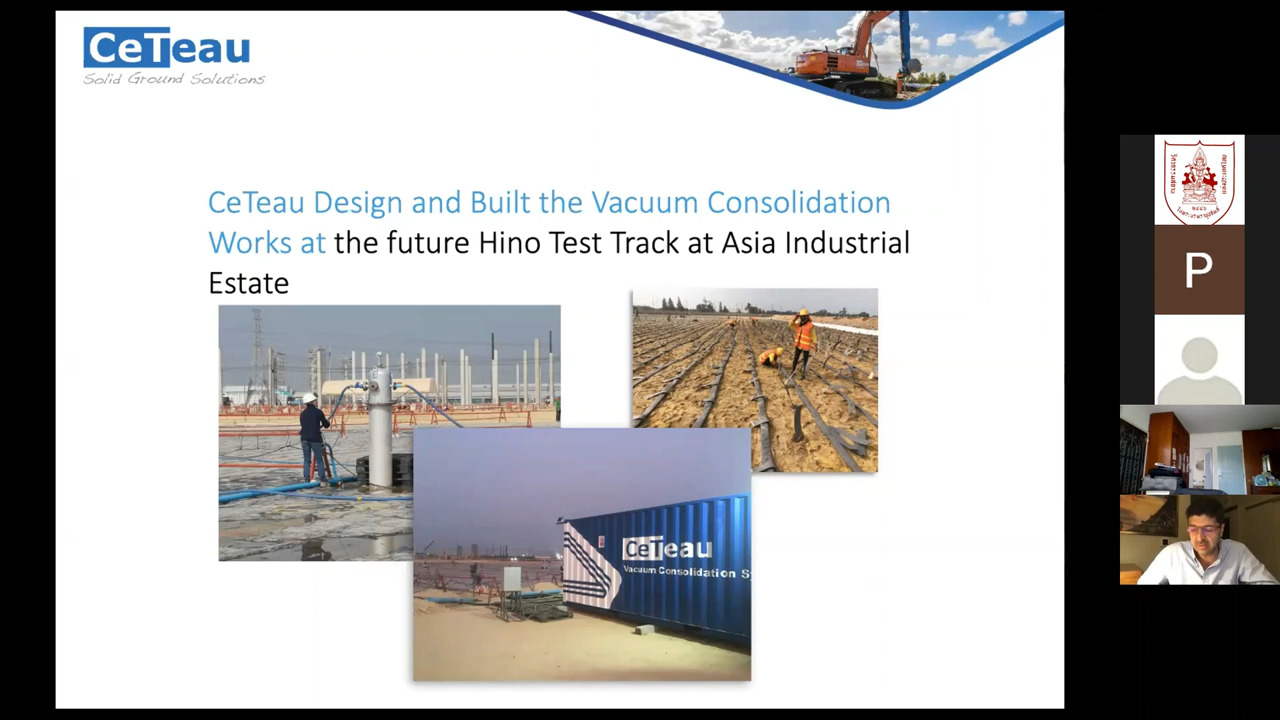 CeTeau
Solid Ground Solutions
CeTeau Design and Built the Vacuum Consolidation
Works at the future Hino Test Track at Asia Industrial
Estate
CeTeau
Vacuum Consolidation S
P